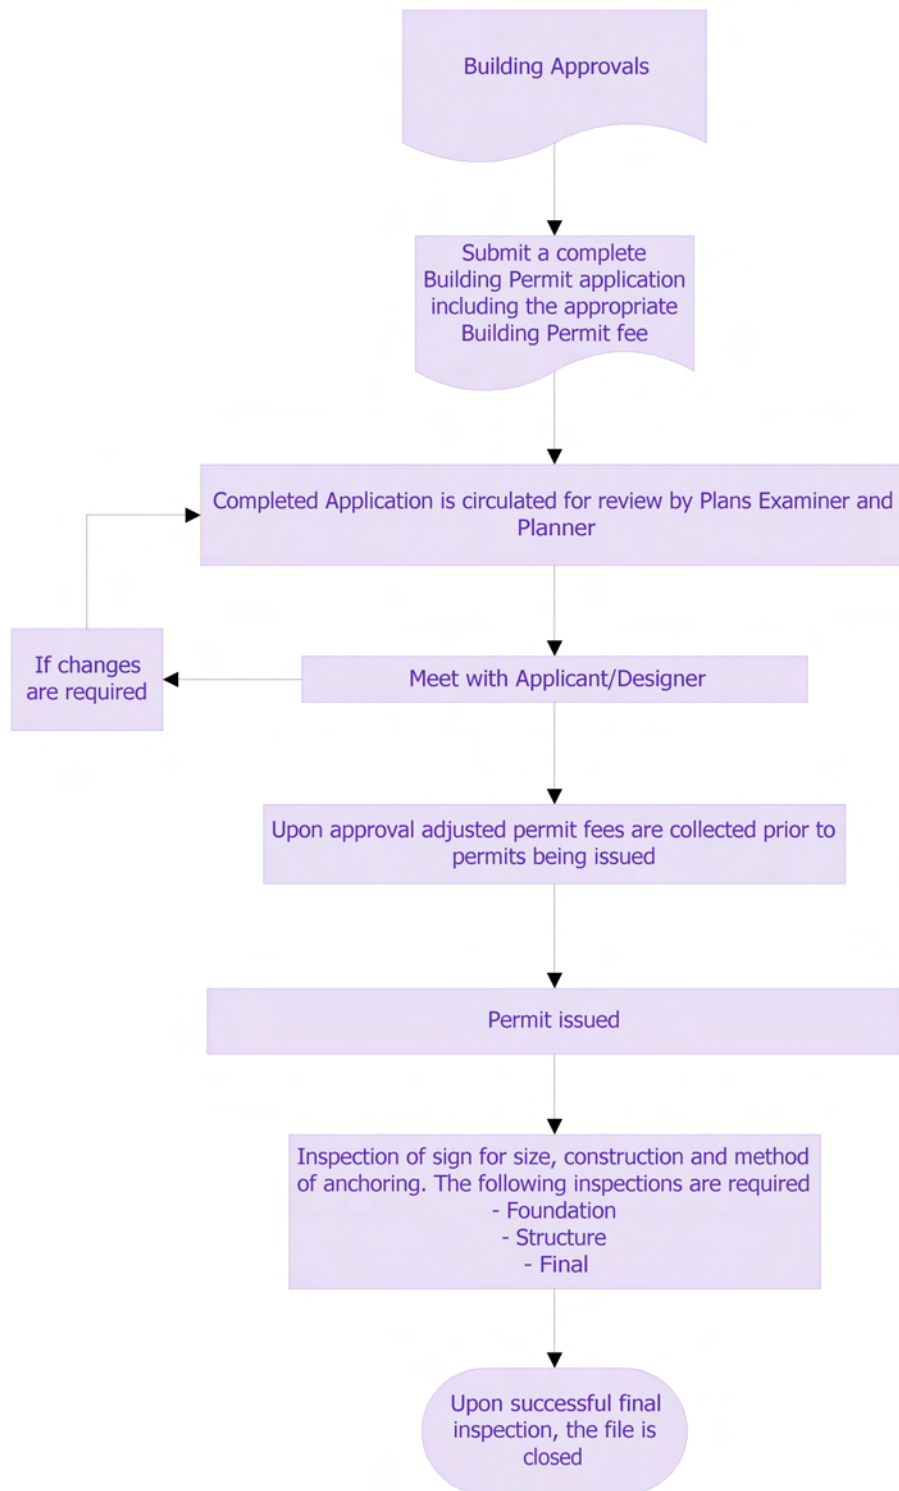 Building Approvals
Submit a complete
Building Permit application
including the appropriate
Building Permit fee
Completed Application is circulated for review by Plans Examiner and
Planner
If changes
are required
Meet with Applicant/Designer
Upon approval adjusted permit fees are collected prior to
permits being issued
Permit issued
Inspection of sign for size, construction and method
of anchoring. The following inspections are required
- Foundation
- Structure
- Final
Upon successful final
inspection, the file is
closed